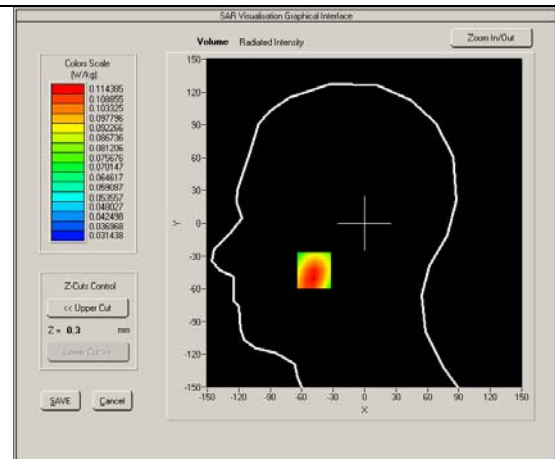 SAR Visualisation Graphical Interface
Volume Radiated Intensity
Zoom In/Out
Colors Scale
(W/kg)
0.114385
0.108855
0.103325
0.097796
0.092266
0.086736
0.081206
0.075676
0.070147
0.064617
0.059087
0.053557
0.048027
0.042498
0.036968
0.031438
Z-Cuts Control
<< Upper Cut
Z = 0.3 mm
Lower Cut >>
SAVE
Cancel
150
120
90
60
30
0
-30
-60
-90
-120
-150
Y
-150 -120 -90 -60 -30 0 30 60 90 120 150
X